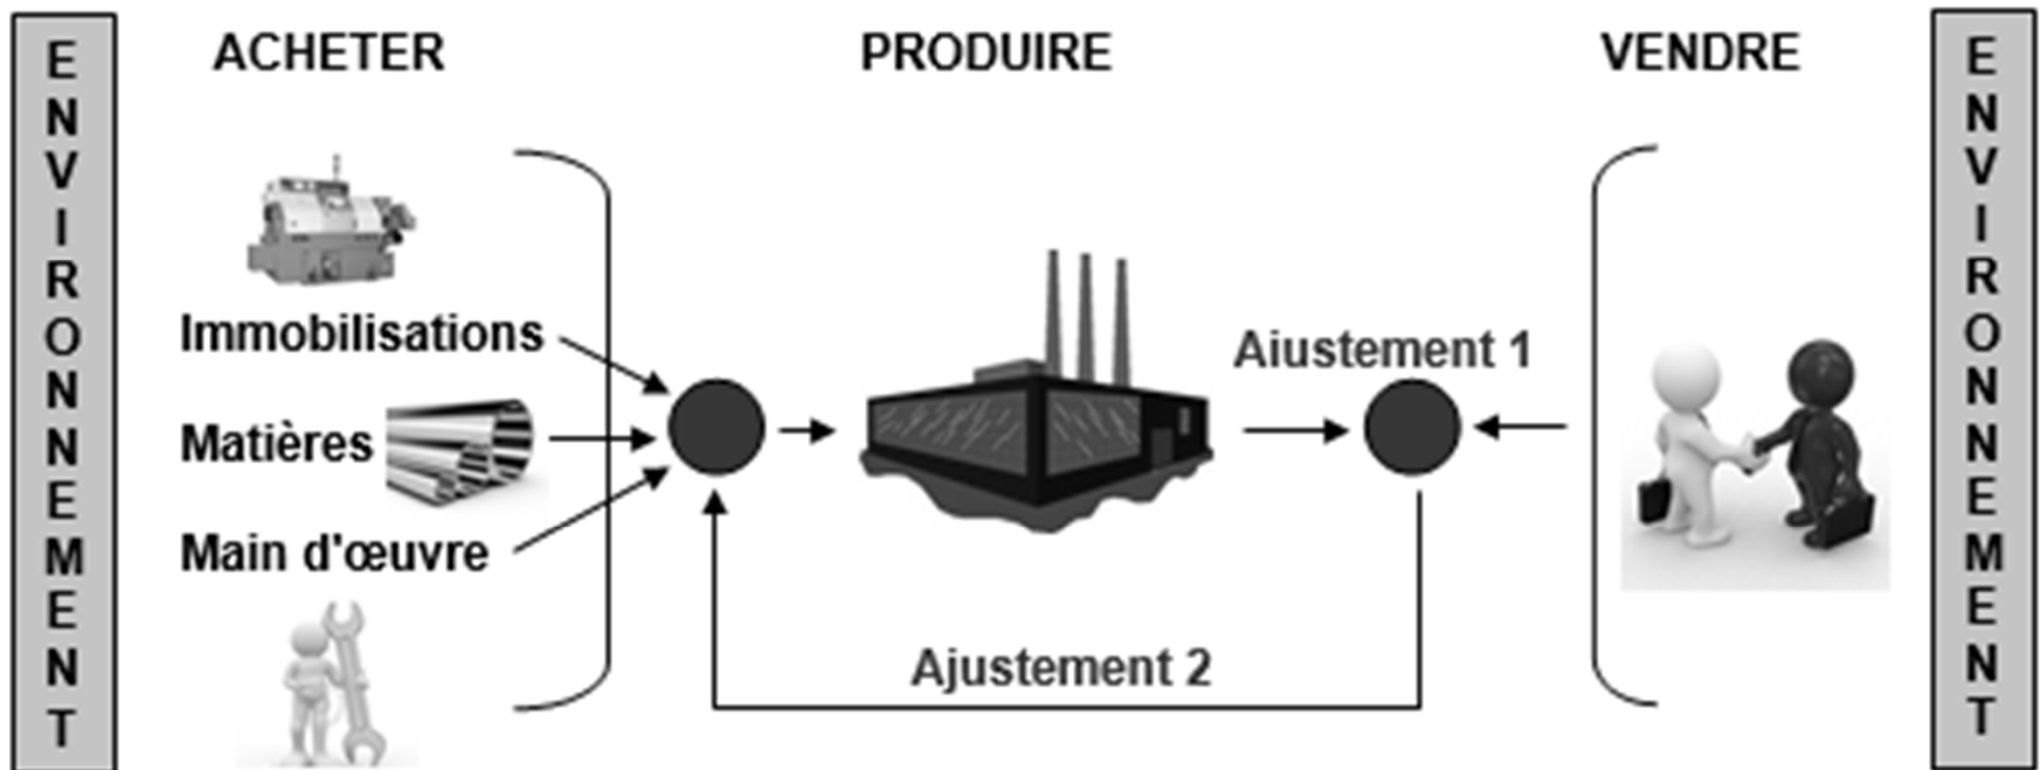 ENVIRONNEMENT
ACHETER
PRODUIRE
VENDRE
Immobilisations
Matières
Main d'œuvre
Aiustement 1
Ajustement 2
ENVIRONNEMENT